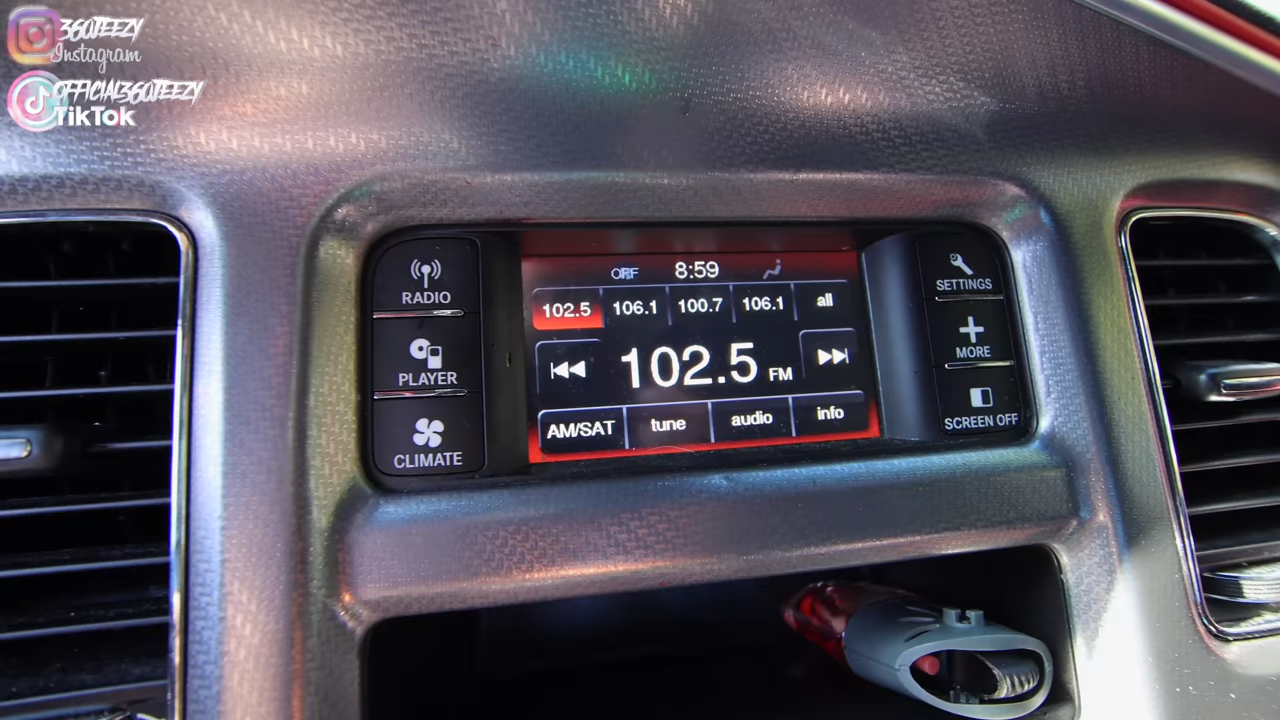 360JEEZY
Instagram
OFFICIAL360JEEZY
TikTok
RADIO
PLAYER
CLIMATE
8:59
102.5 106.1 100.7 106.1 all
102.5 FM
AM/SAT tune audio info
SETTINGS
MORE
SCREEN OFF